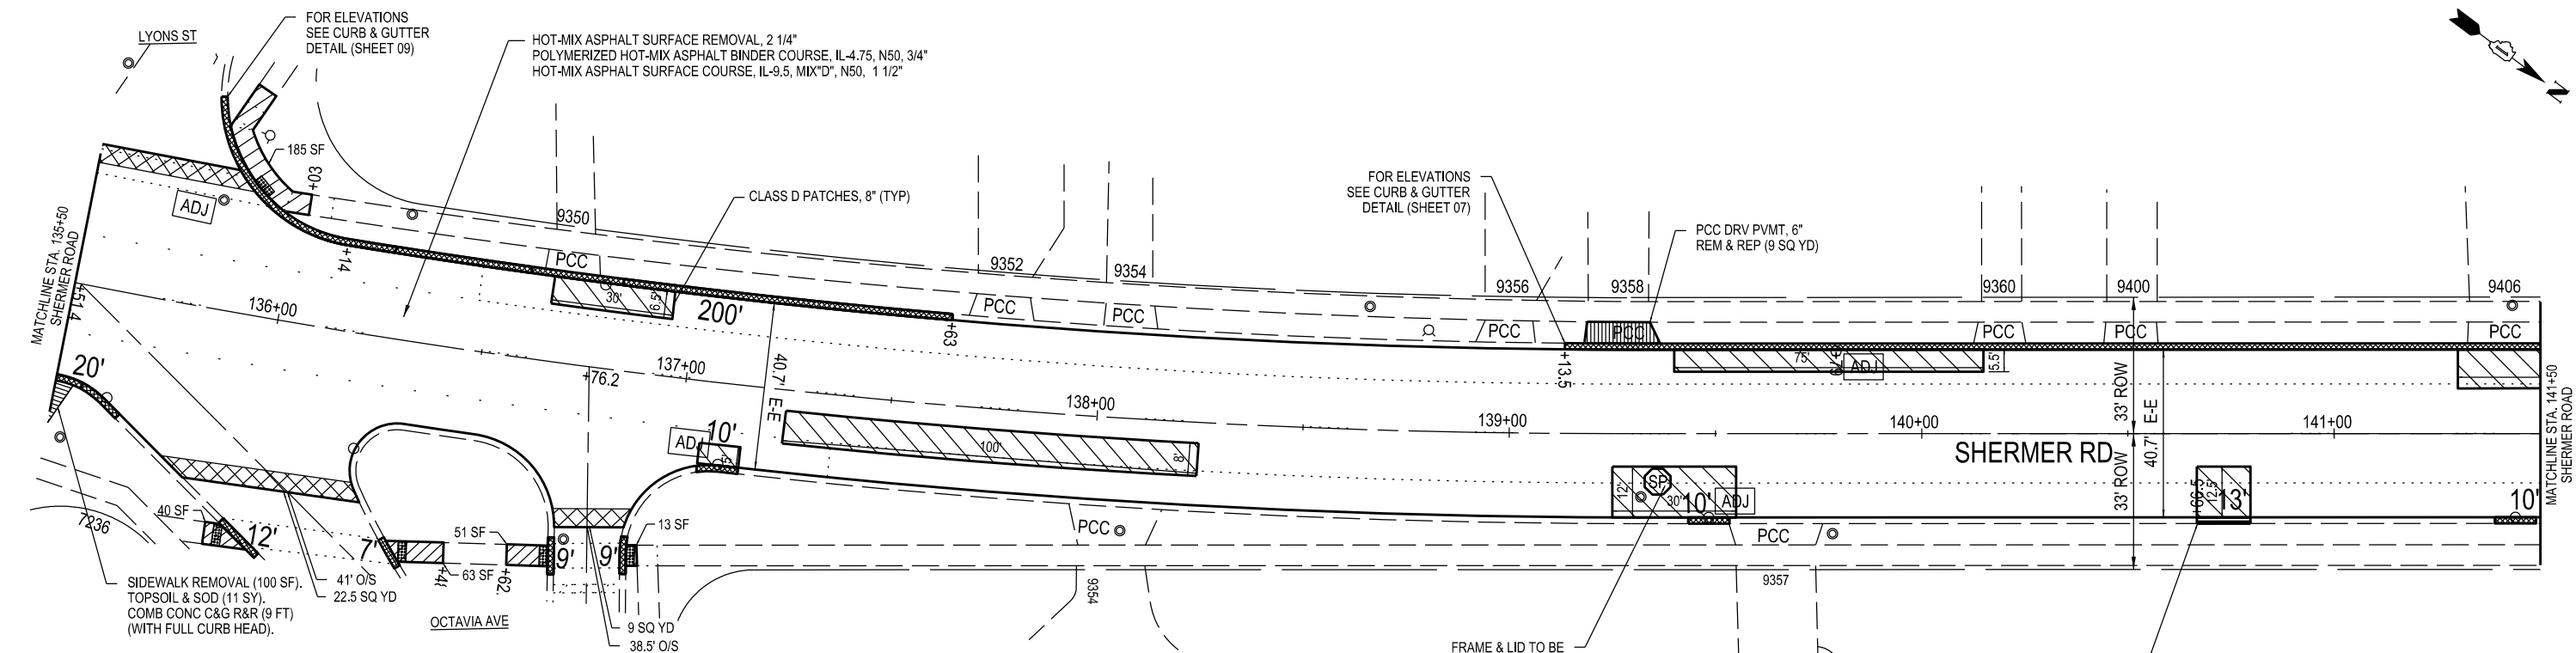 LYONS ST
FOR ELEVATIONS
SEE CURB & GUTTER
DETAIL (SHEET 09)
HOT-MIX ASPHALT SURFACE REMOVAL, 2 1/4"
POLYMERIZED HOT-MIX ASPHALT BINDER COURSE, IL-4.75, N50, 3/4"
HOT-MIX ASPHALT SURFACE COURSE, IL-9.5, MIX"D", N50, 1 1/2"
N
185 SF
+03
ADJ
CLASS D PATCHES, 8" (TYP)
FOR ELEVATIONS
SEE CURB & GUTTER
DETAIL (SHEET 07)
PCC DRV PVMT, 6"
REM & REP (9 SQ YD)
MATCHLINE STA. 135+50
SHERMER ROAD
+51.4
+14
9350
PCC
30'
6.5'
200'
9352
PCC
9354
PCC
+63
9356
PCC
9358
PCC
9360
PCC
9400
PCC
9406
PCC
136+00
137+00
+76.2
40.7'
E-E
138+00
139+00
+13.5
75'
ADJ
5.5'
140+00
33' ROW
33' ROW
40.7' E-E
141+00
SHERMER RD
MATCHLINE STA. 141+50
SHERMER ROAD
20'
ADJ
10'
5'
100'
8'
12'
SP
30'
10'
ADJ
+66.5
12.5'
13'
10'
7236
40 SF
12'
7'
63 SF
51 SF
+62
9'
9'
13 SF
PCC
9354
PCC
9357
SIDEWALK REMOVAL (100 SF).
TOPSOIL & SOD (11 SY).
COMB CONC C&G R&R (9 FT)
(WITH FULL CURB HEAD).
41' O/S
22.5 SQ YD
OCTAVIA AVE
9 SQ YD
38.5' O/S
FRAME & LID TO BE